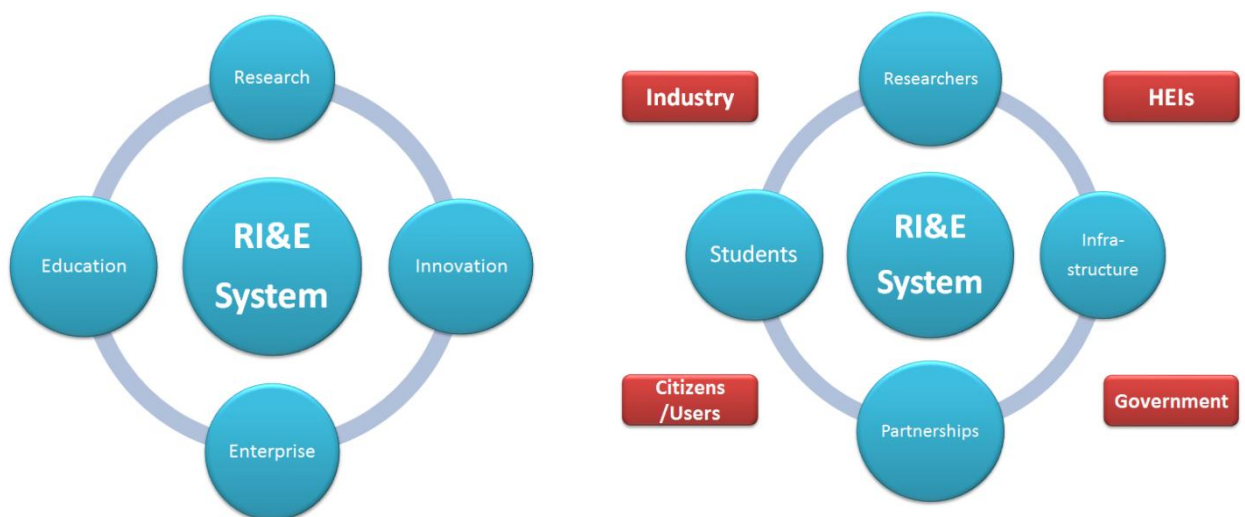 Research
Education
RI&E
System
Innovation
Enterprise
Industry
Researchers
HEIs
Students
RI&E
System
Infra-
structure
Citizens
/Users
Partnerships
Government